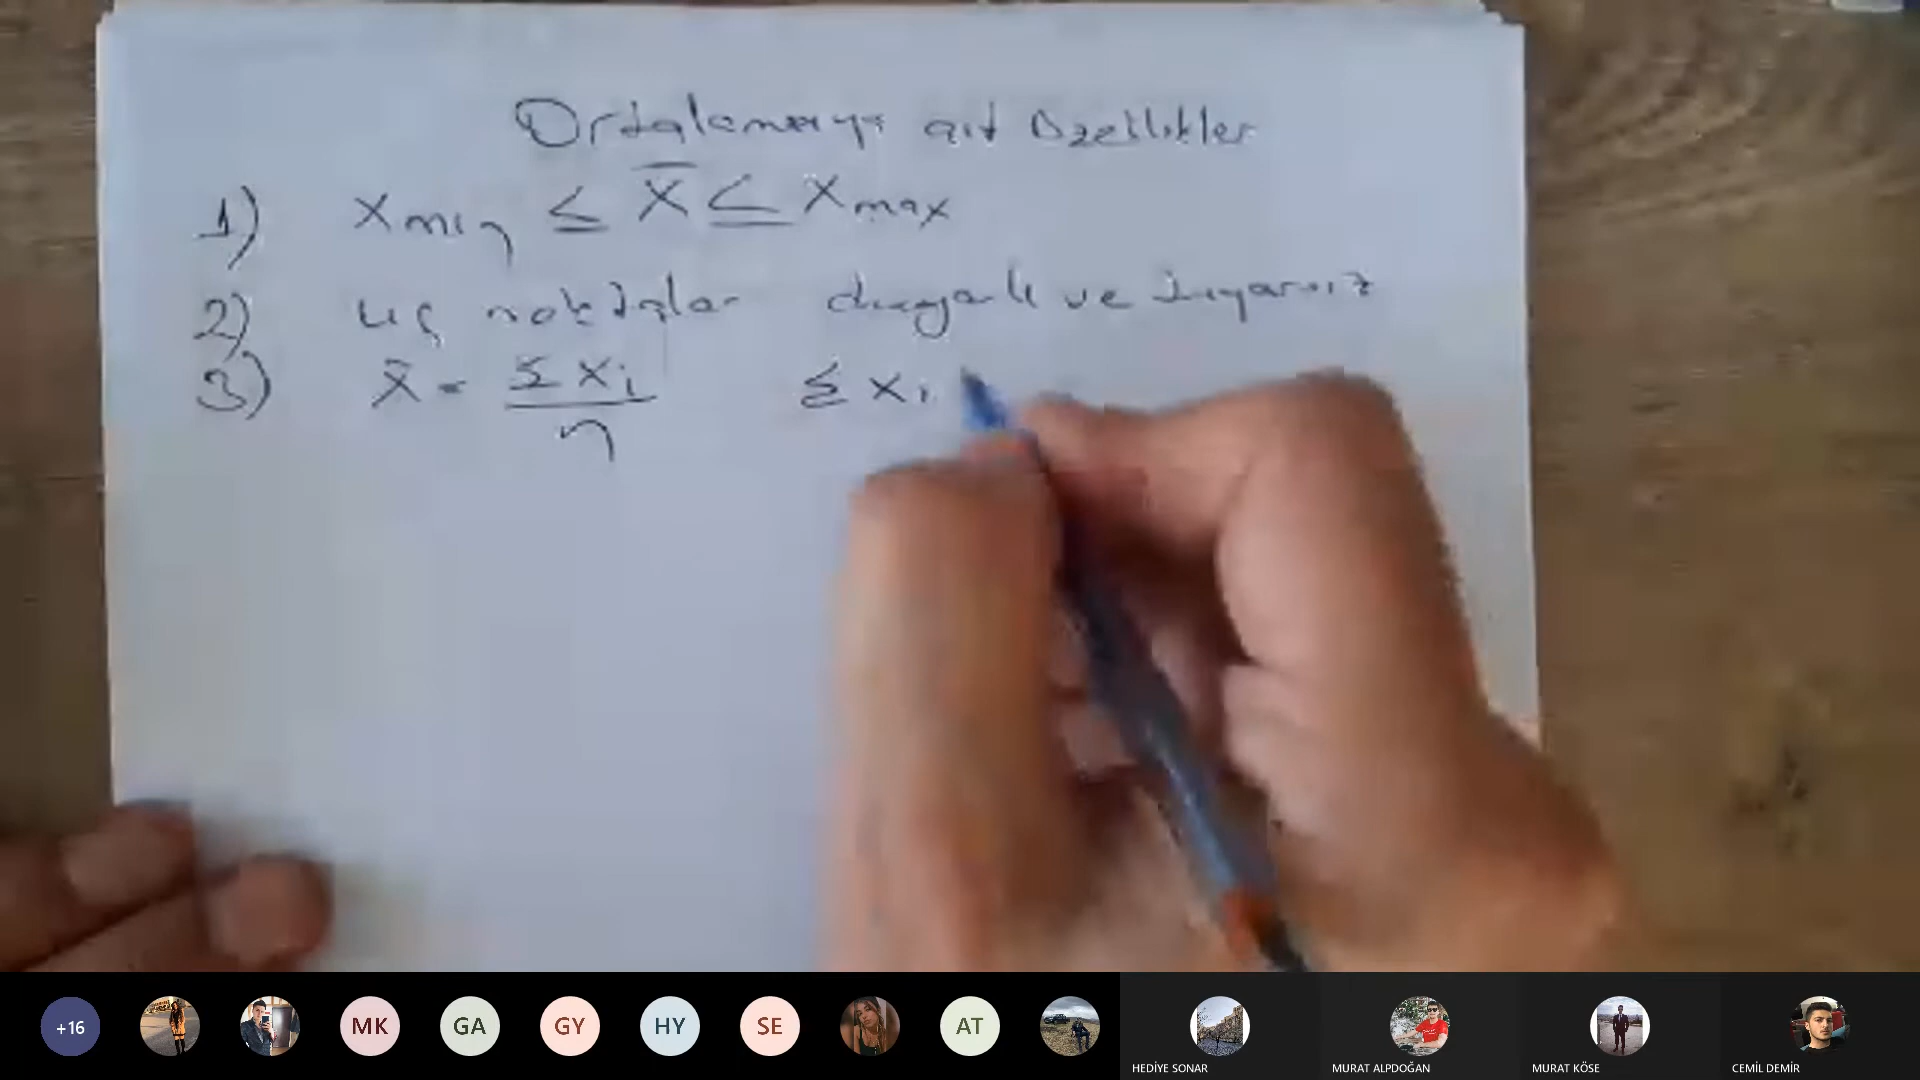 Ortalamaya ait Özellikler
1) Xmin ≤ X̄ ≤ Xmax
2) Uç noktalar duyarlı ve duyarsız
3) x̄ = Σxi / n Σxi
+16 MK GA GY HY SE AT
HEDİYE SONAR MURAT ALPDOĞAN MURAT KÖSE CEMİL DEMİR